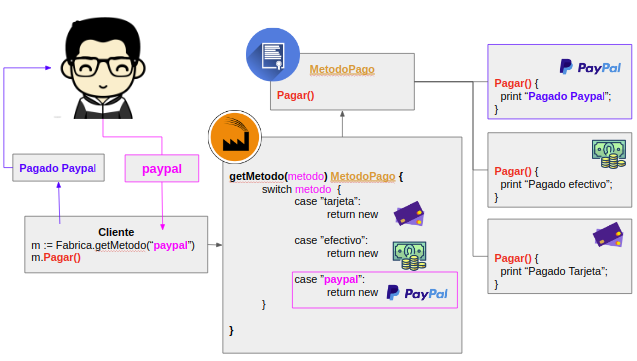 MetodoPago
Pagar()
PayPal
Pagar() {
print “Pagado Paypal”;
}
Pagado Paypal
paypal
getMetodo(metodo) MetodoPago {
switch metodo {
case ”tarjeta”:
return new
case ”efectivo”:
return new
case ”paypal”:
return new PayPal
}
}
Pagar() {
print “Pagado efectivo”;
}
Cliente
m := Fabrica.getMetodo(“paypal”)
m.Pagar()
Pagar() {
print “Pagado Tarjeta”;
}